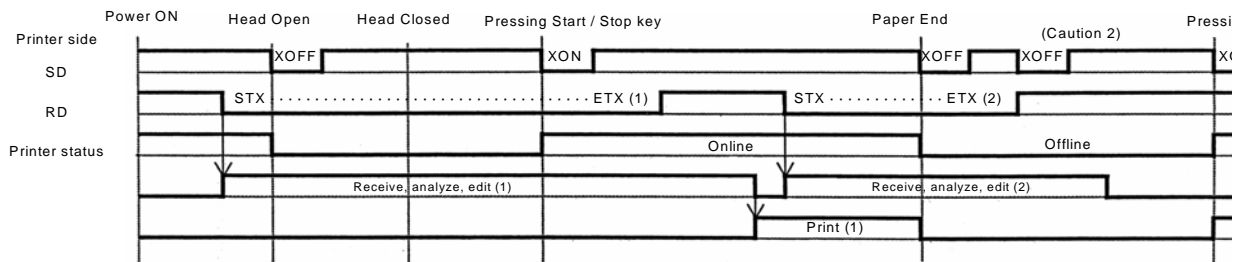 Power ON Head Open Head Closed Pressing Start / Stop key Paper End Pressi
(Caution 2)
Printer side
XOFF XON XOFF XOFF XO
SD
STX ETX (1) STX ETX (2)
RD
Printer status Online Offline
Receive, analyze, edit (1) Receive, analyze, edit (2)
Print (1)